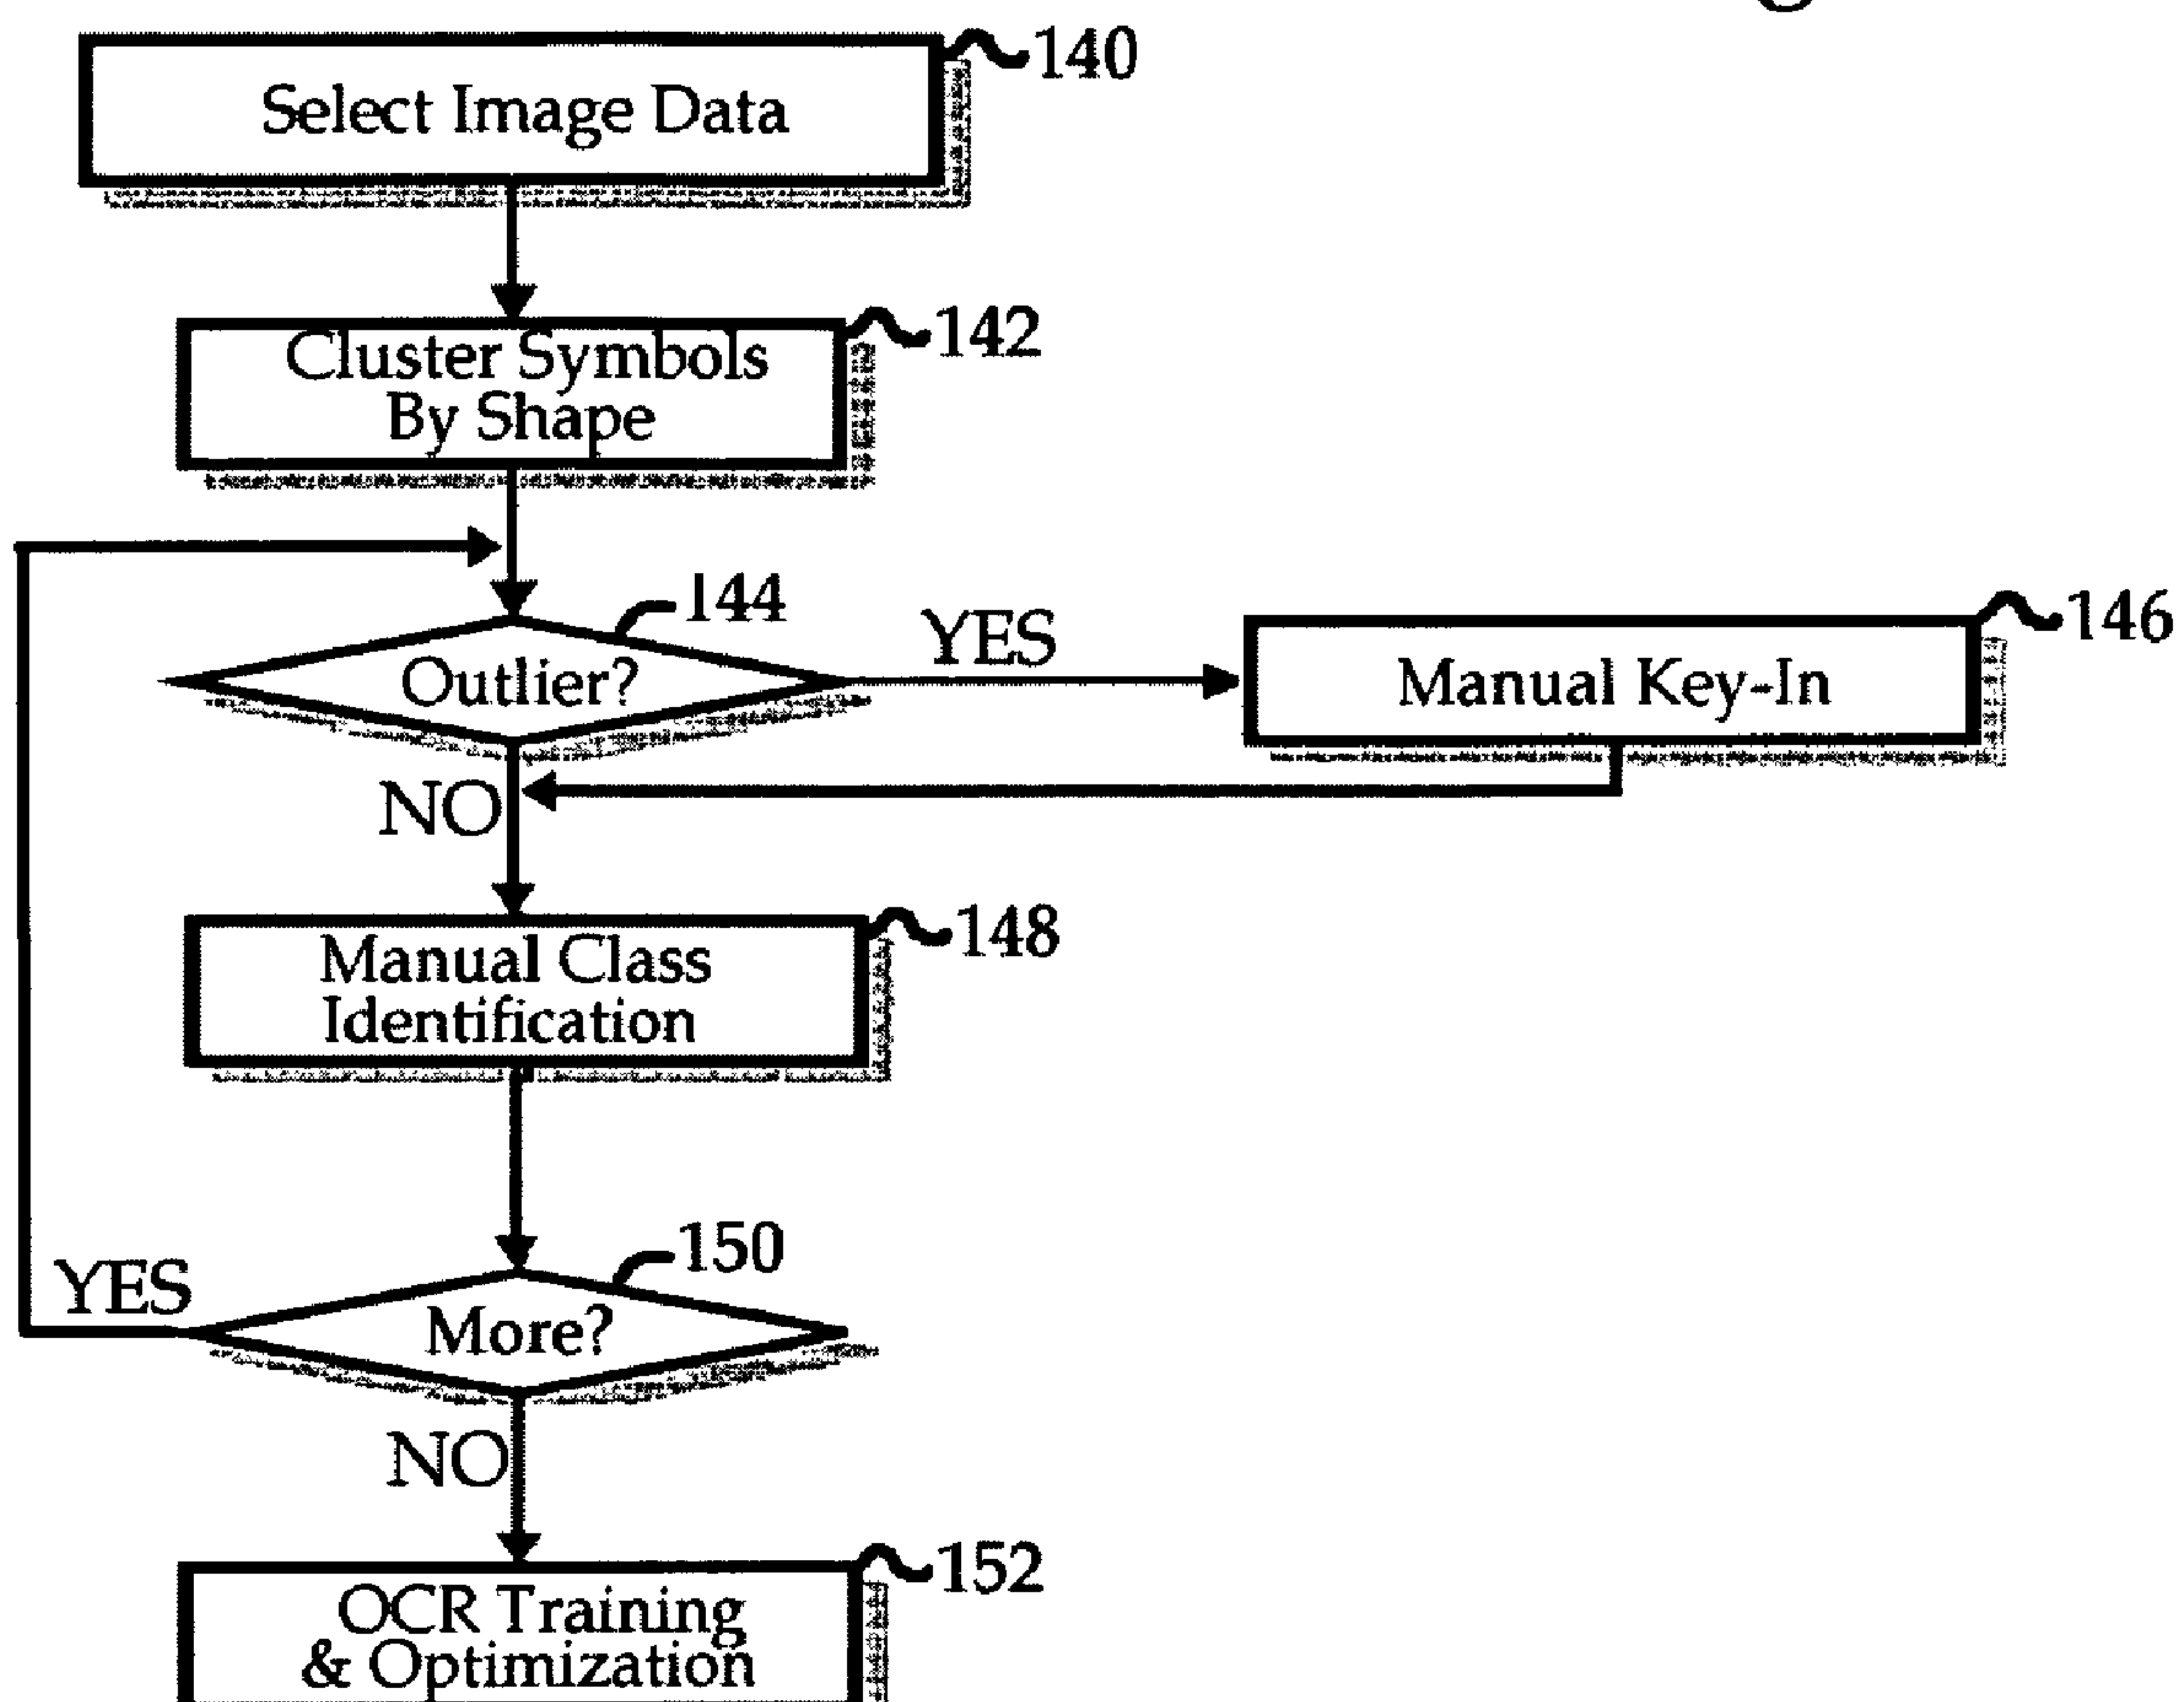 140
Select Image Data
142
Cluster Symbols
By Shape
144
Outlier?
YES
146
Manual Key-In
NO
148
Manual Class
Identification
150
YES
More?
NO
152
OCR Training
& Optimization